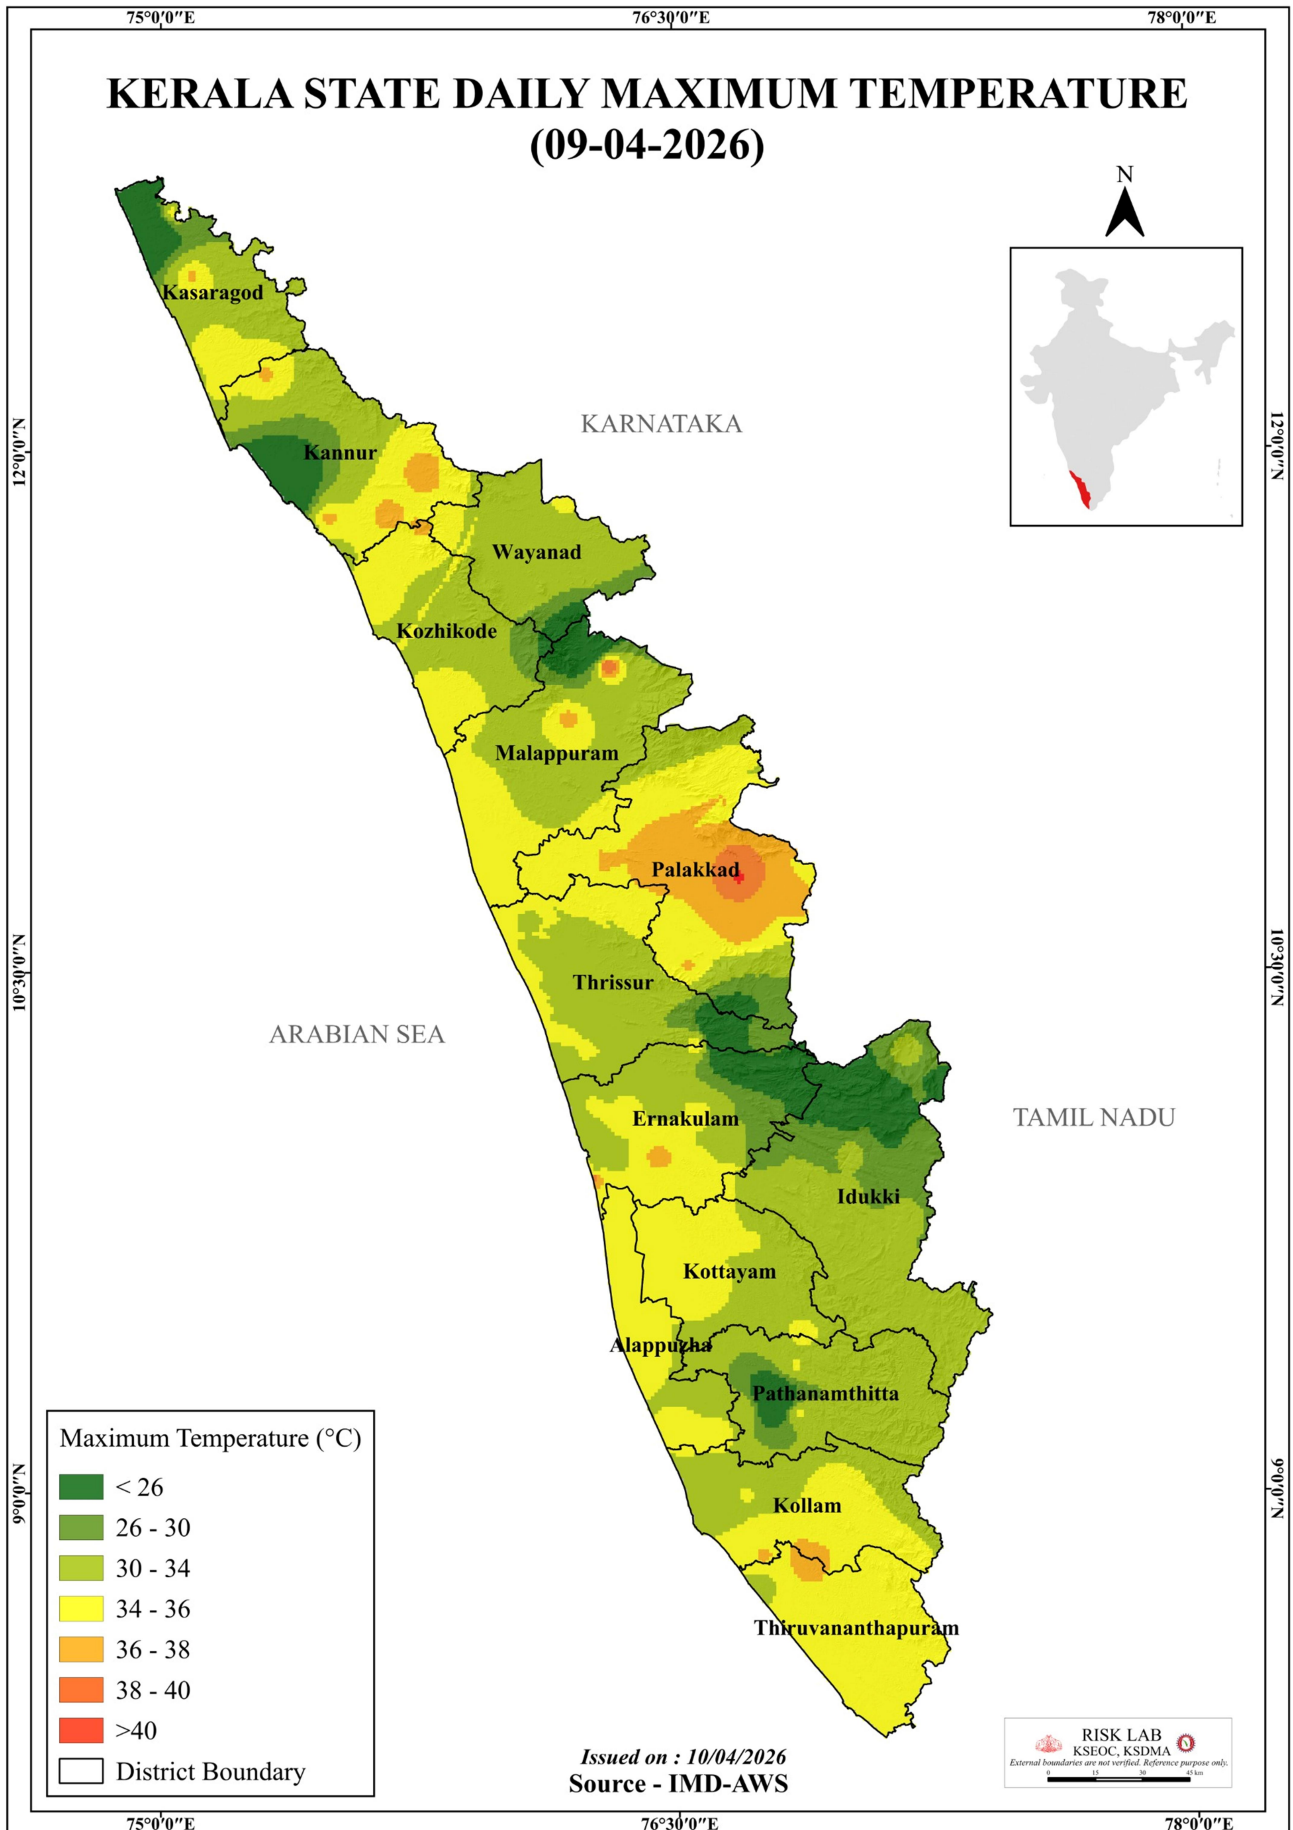 75°0'0"E 76°30'0"E 78°0'0"E
KERALA STATE DAILY MAXIMUM TEMPERATURE
(09-04-2026)
N
Kasaragod
12°0'0"N
KARNATAKA
12°0'0"N
Kannur
Wayanad
Kozhikode
Malappuram
Palakkad
10°30'0"N
Thrissur
10°30'0"N
ARABIAN SEA
TAMIL NADU
Ernakulam
Idukki
Kottayam
Alappuzha
Pathanamthitta
9°0'0"N
Kollam
9°0'0"N
Thiruvananthapuram
Maximum Temperature (°C)
< 26
26 - 30
30 - 34
34 - 36
36 - 38
38 - 40
>40
District Boundary
Issued on : 10/04/2026
Source - IMD-AWS
RISK LAB
KSEOC, KSDMA
External boundaries are not verified. Reference purpose only.
0 15 30 45 km
75°0'0"E 76°30'0"E 78°0'0"E